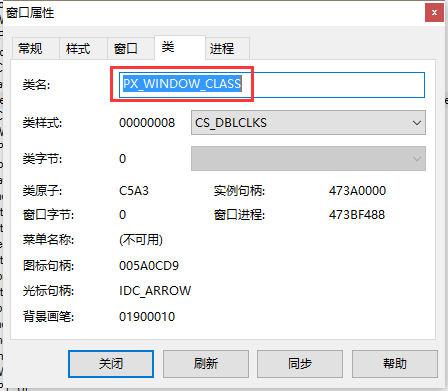 窗口属性
常规 样式 窗口 类 进程
类名: PX_WINDOW_CLASS
类样式: 00000008 CS_DBLCLKS
类字节: 0
类原子: C5A3 实例句柄: 473A0000
窗口字节: 0 窗口进程: 473BF488
菜单名称: (不可用)
图标句柄: 005A0CD9
光标句柄: IDC_ARROW
背景画笔: 01900010
关闭 刷新 同步 帮助